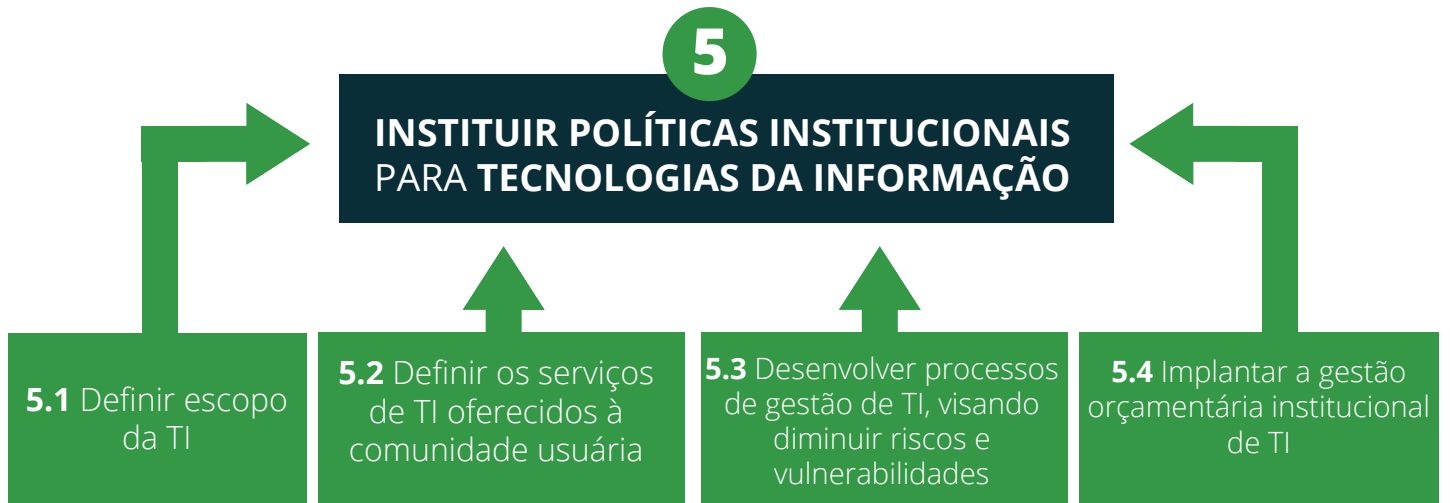 5
INSTITUIR POLÍTICAS INSTITUCIONAIS
PARA TECNOLOGIAS DA INFORMAÇÃO
5.1 Definir escopo
da TI
5.2 Definir os serviços
de TI oferecidos à
comunidade usuária
5.3 Desenvolver processos
de gestão de TI, visando
diminuir riscos e
vulnerabilidades
5.4 Implantar a gestão
orçamentária institucional
de TI